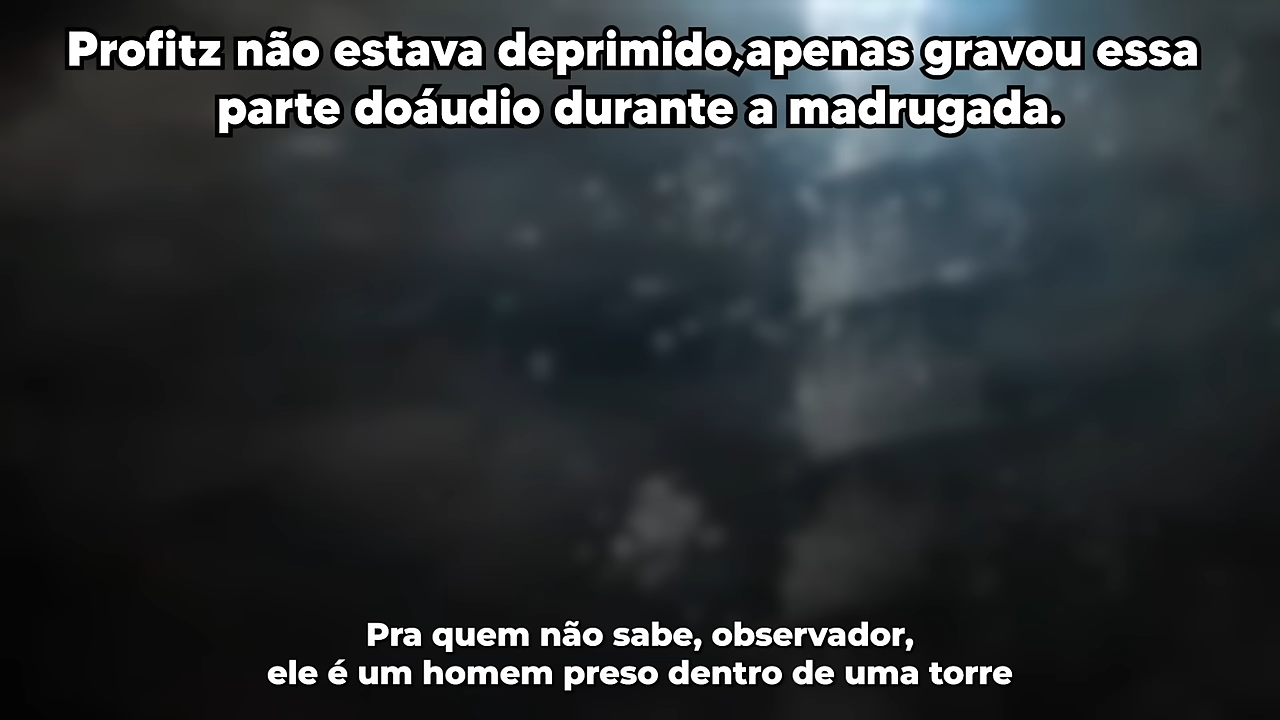 Profitz não estava deprimido,apenas gravou essa
parte doáudio durante a madrugada.
Pra quem não sabe, observador,
ele é um homem preso dentro de uma torre